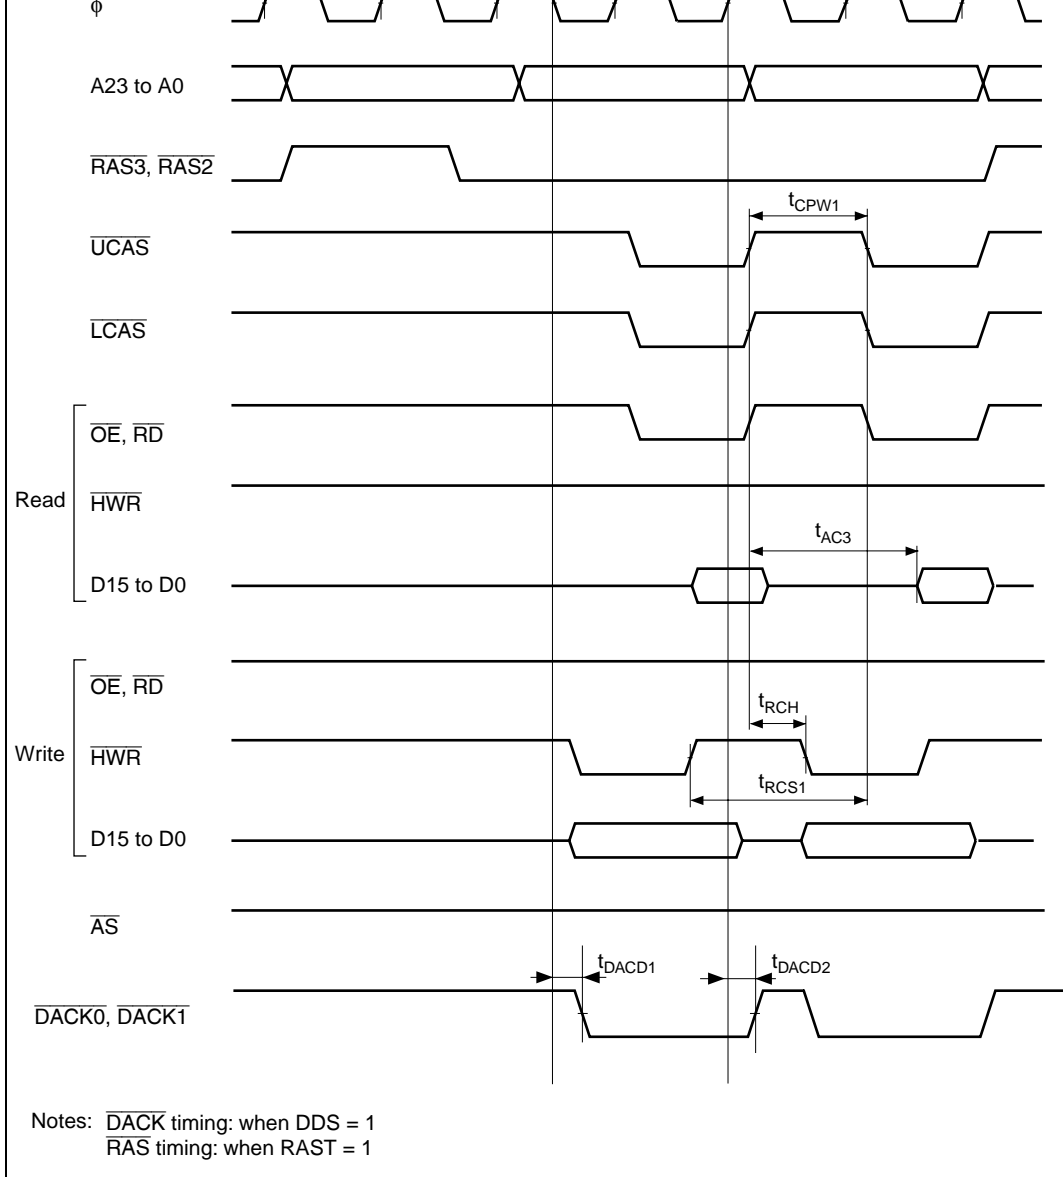 φ
A23 to A0
RAS3, RAS2
tCPW1
UCAS
LCAS
OE, RD
Read
HWR
tAC3
D15 to D0
OE, RD
tRCH
Write
HWR
tRCS1
D15 to D0
AS
tDACD1
tDACD2
DACK0, DACK1
Notes: DACK timing: when DDS = 1
RAS timing: when RAST = 1